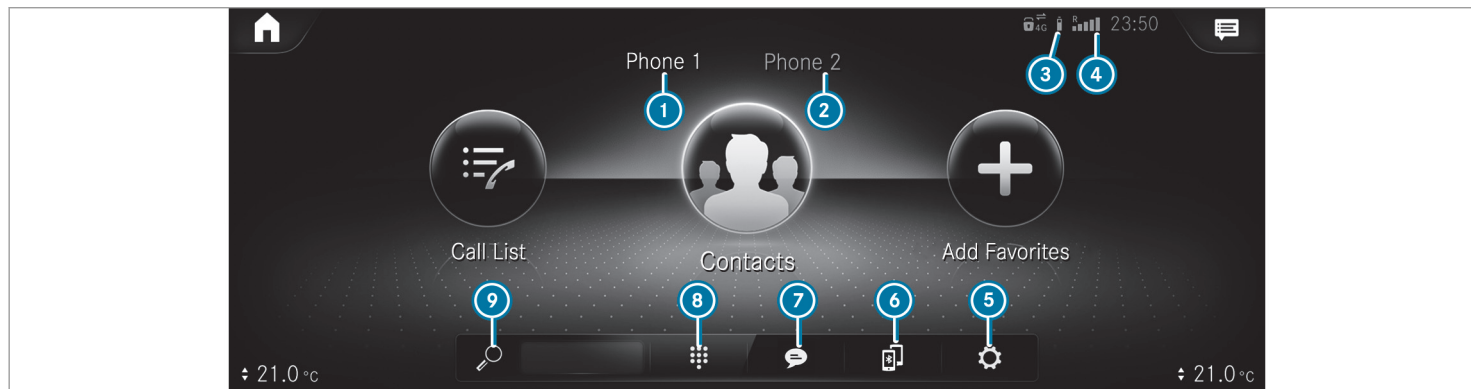 4G R 23:50
Phone 1 Phone 2
3 4
1 2
Call List Contacts Add Favorites
9 8 7 6 5
21.0 °C 21.0 °C